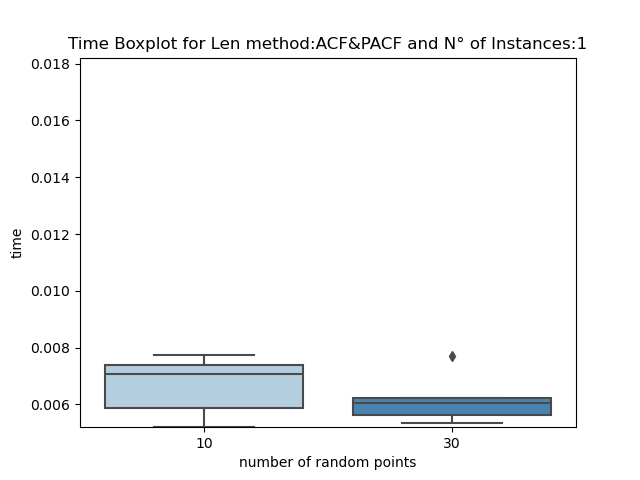 Time Boxplot for Len method:ACF&PACF and N° of Instances:1
0.018
0.016
0.014
0.012
0.010
0.008
0.006
time
10 30
number of random points